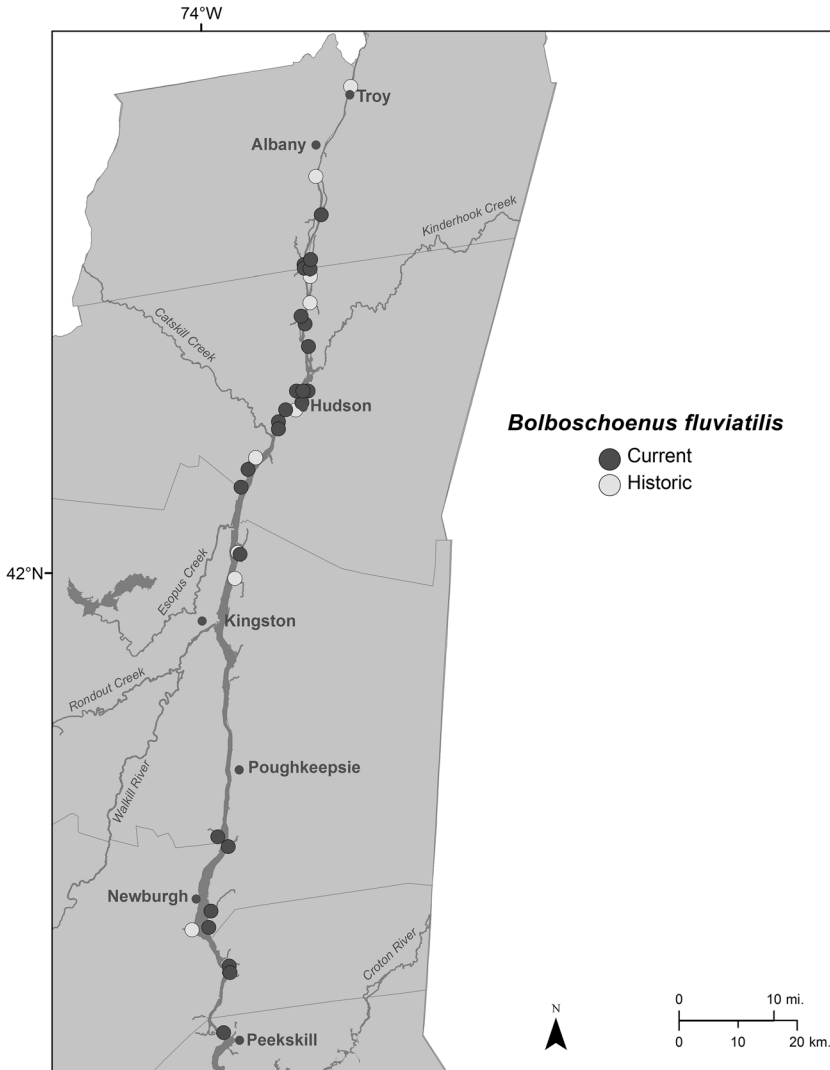 74°W
Troy
Albany
Kinderhook Creek
Catskill Creek
Hudson
Bolboschoenus fluviatilis
Current
Historic
42°N
Esopus Creek
Kingston
Rondout Creek
Poughkeepsie
Walkill River
Newburgh
Croton River
N
0 10 mi.
0 10 20 km.
Peekskill